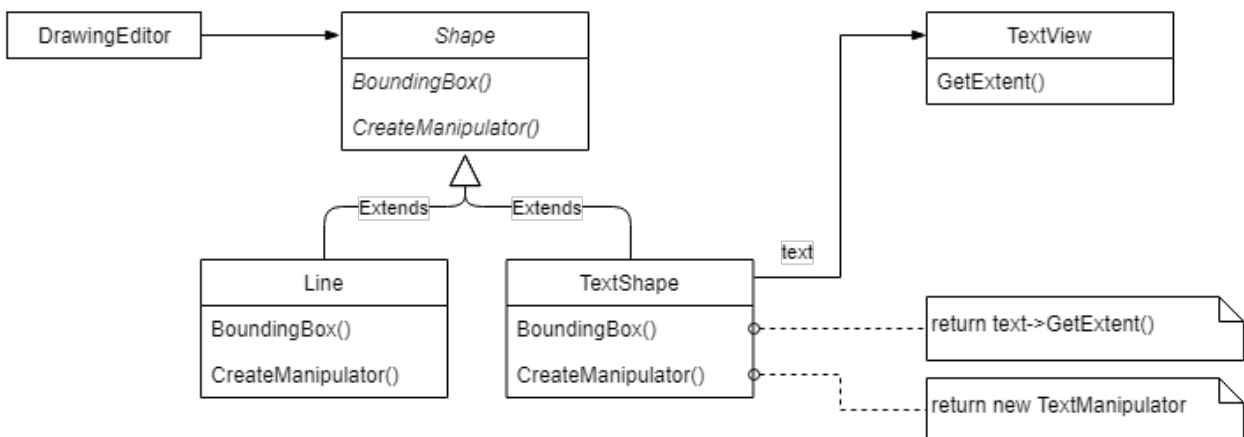 DrawingEditor
Shape
BoundingBox()
CreateManipulator()
TextView
GetExtent()
Extends
Extends
text
Line
BoundingBox()
CreateManipulator()
TextShape
BoundingBox()
CreateManipulator()
return text->GetExtent()
return new TextManipulator